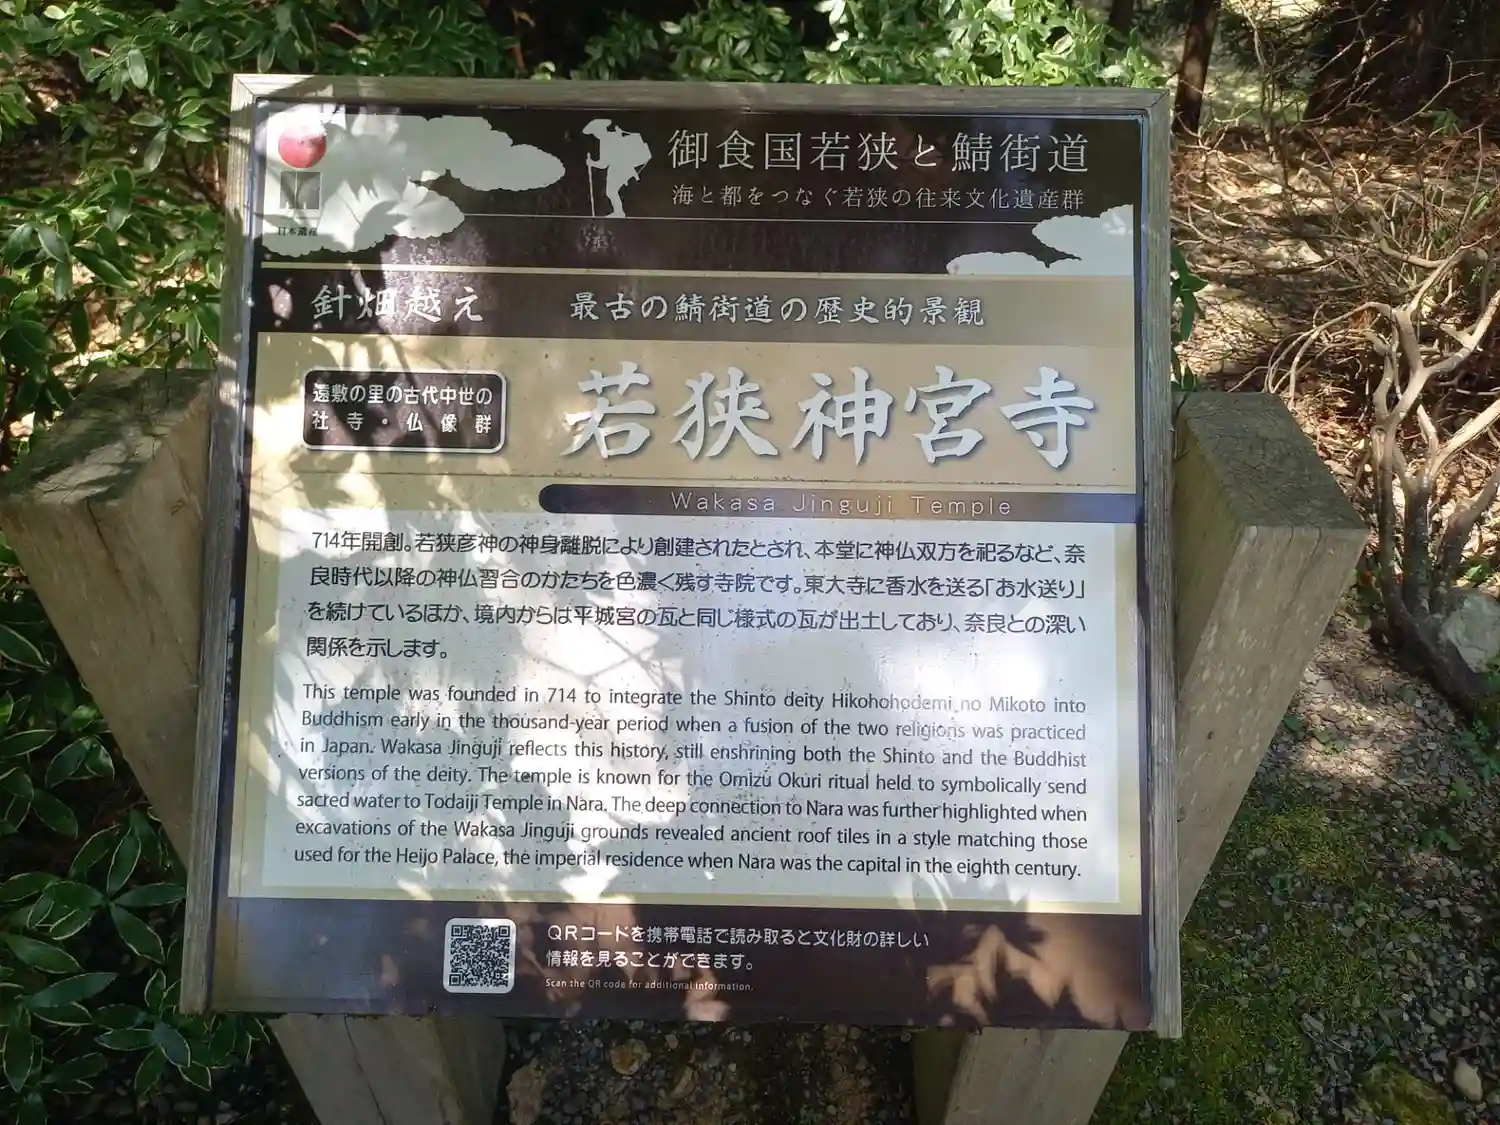 御食国若狭と鯖街道
海と都をつなぐ若狭の往来文化遺産群
日本遺産
針畑越え 最古の鯖街道の歴史的景観
遠敷の里の古代中世の
社寺・仏像群
若狭神宮寺
Wakasa Jinguji Temple
714年開創。若狭彦神の神身離脱により創建されたとされ、本堂に神仏双方を祀るなど、奈
良時代以降の神仏習合のかたちを色濃く残す寺院です。東大寺に香水を送る「お水送り」
を続けているほか、境内からは平城宮の瓦と同じ様式の瓦が出土しており、奈良との深い
関係を示します。
This temple was founded in 714 to integrate the Shinto deity Hikohohodemi no Mikoto into
Buddhism early in the thousand-year period when a fusion of the two religions was practiced
in Japan. Wakasa Jinguji reflects this history, still enshrining both the Shinto and the Buddhist
versions of the deity. The temple is known for the Omizu Okuri ritual held to symbolically send
sacred water to Todaiji Temple in Nara. The deep connection to Nara was further highlighted when
excavations of the Wakasa Jinguji grounds revealed ancient roof tiles in a style matching those
used for the Heijo Palace, the imperial residence when Nara was the capital in the eighth century.
QRコードを携帯電話で読み取ると文化財の詳しい
情報を見ることができます。
Scan the QR code for additional information.